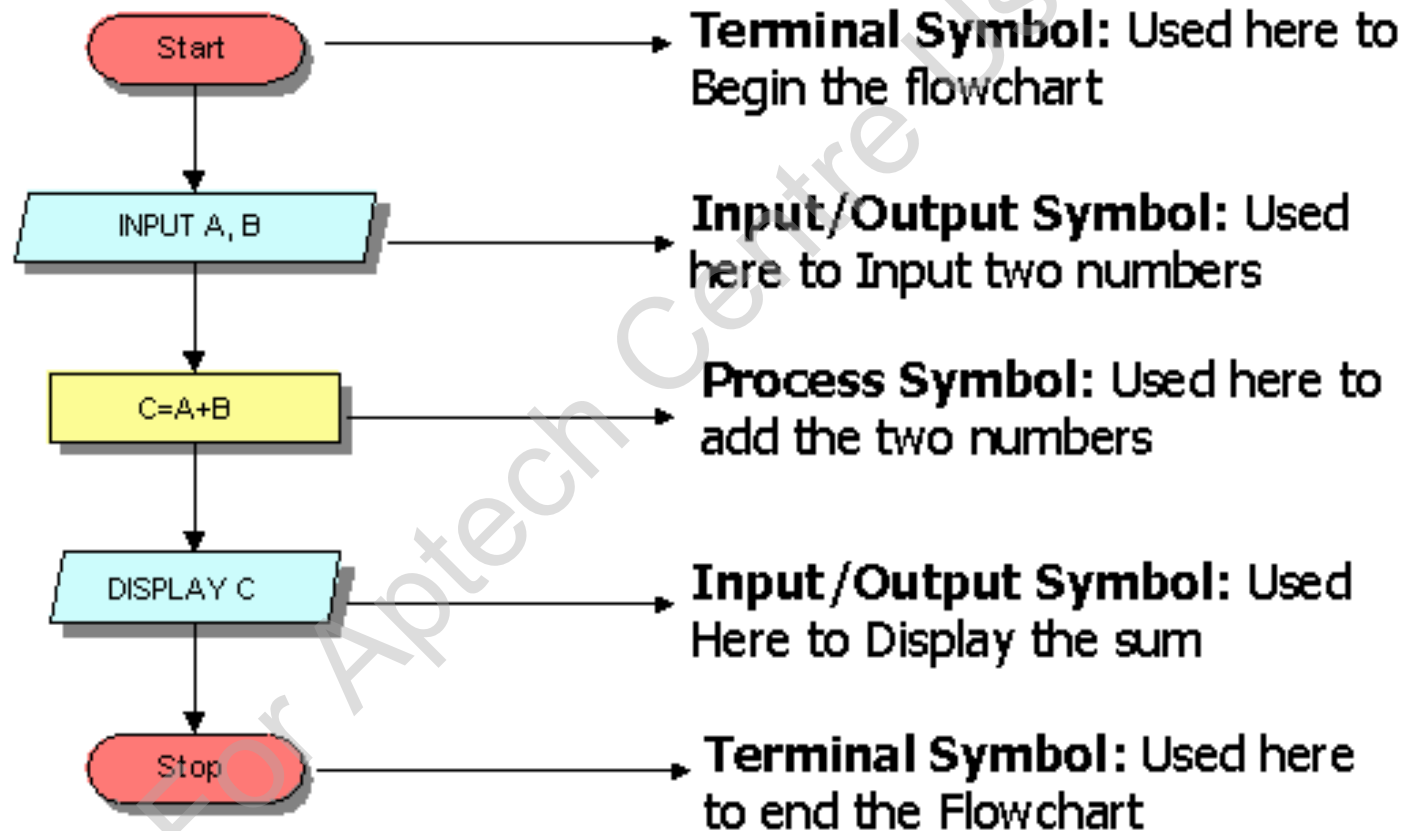 Start
Terminal Symbol: Used here to
Begin the flowchart
INPUT A, B
Input/Output Symbol: Used
here to Input two numbers
C=A+B
Process Symbol: Used here to
add the two numbers
DISPLAY C
Input/Output Symbol: Used
Here to Display the sum
Stop
Terminal Symbol: Used here
to end the Flowchart
For Aptech Centre